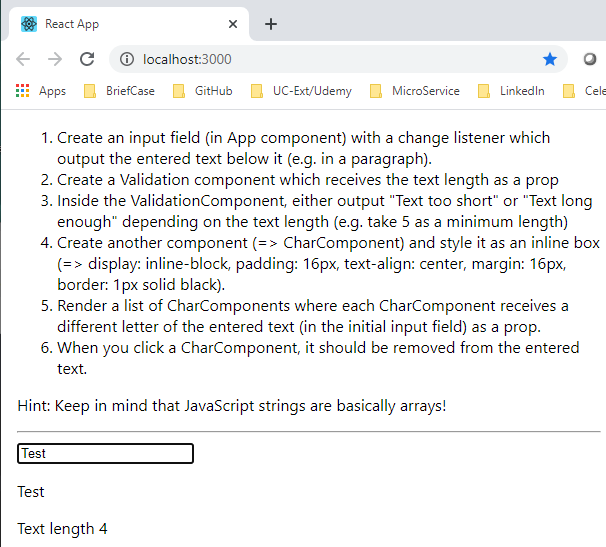 React App
localhost:3000
Apps BriefCase GitHub UC-Ext/Udemy MicroService LinkedIn Cele
1. Create an input field (in App component) with a change listener which
output the entered text below it (e.g. in a paragraph).
2. Create a Validation component which receives the text length as a prop
3. Inside the ValidationComponent, either output "Text too short" or "Text long
enough" depending on the text length (e.g. take 5 as a minimum length)
4. Create another component (=> CharComponent) and style it as an inline box
(=> display: inline-block, padding: 16px, text-align: center, margin: 16px,
border: 1px solid black).
5. Render a list of CharComponents where each CharComponent receives a
different letter of the entered text (in the initial input field) as a prop.
6. When you click a CharComponent, it should be removed from the entered
text.
Hint: Keep in mind that JavaScript strings are basically arrays!
Test
Test
Text length 4